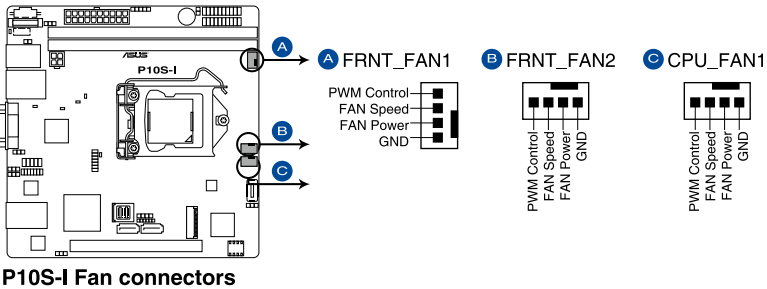 A
A FRNT_FAN1
B FRNT_FAN2
C CPU_FAN1
ASUS
P10S-I
PWM Control
FAN Speed
FAN Power
GND
B
C
PWM Control
FAN Speed
FAN Power
GND
PWM Control
FAN Speed
FAN Power
GND
P10S-I Fan connectors